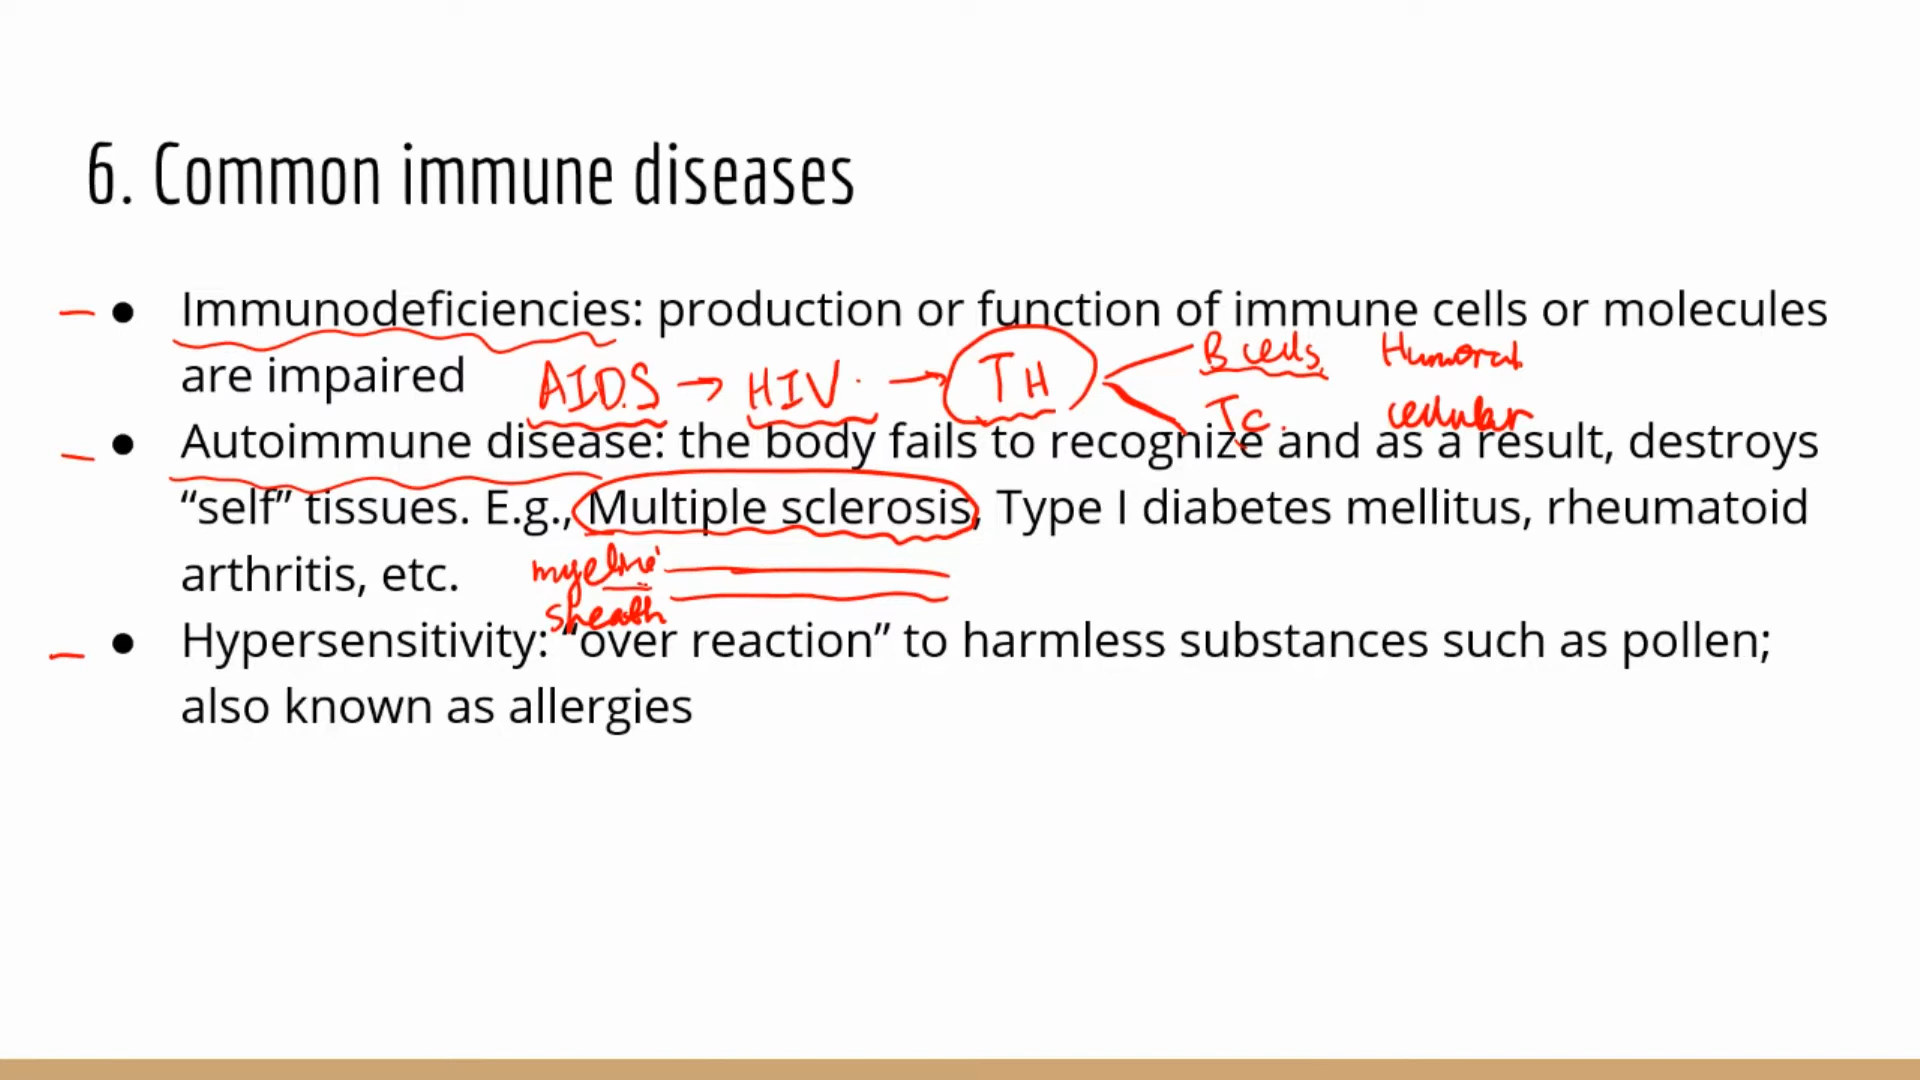 6. Common immune diseases
● Immunodeficiencies: production or function of immune cells or molecules
B cells Humoral
are impaired AIDS → HIV → TH
Tc cellular
● Autoimmune disease: the body fails to recognize and as a result, destroys
“self” tissues. E.g., Multiple sclerosis, Type I diabetes mellitus, rheumatoid
arthritis, etc. myeline
sheath
● Hypersensitivity: “over reaction” to harmless substances such as pollen;
also known as allergies